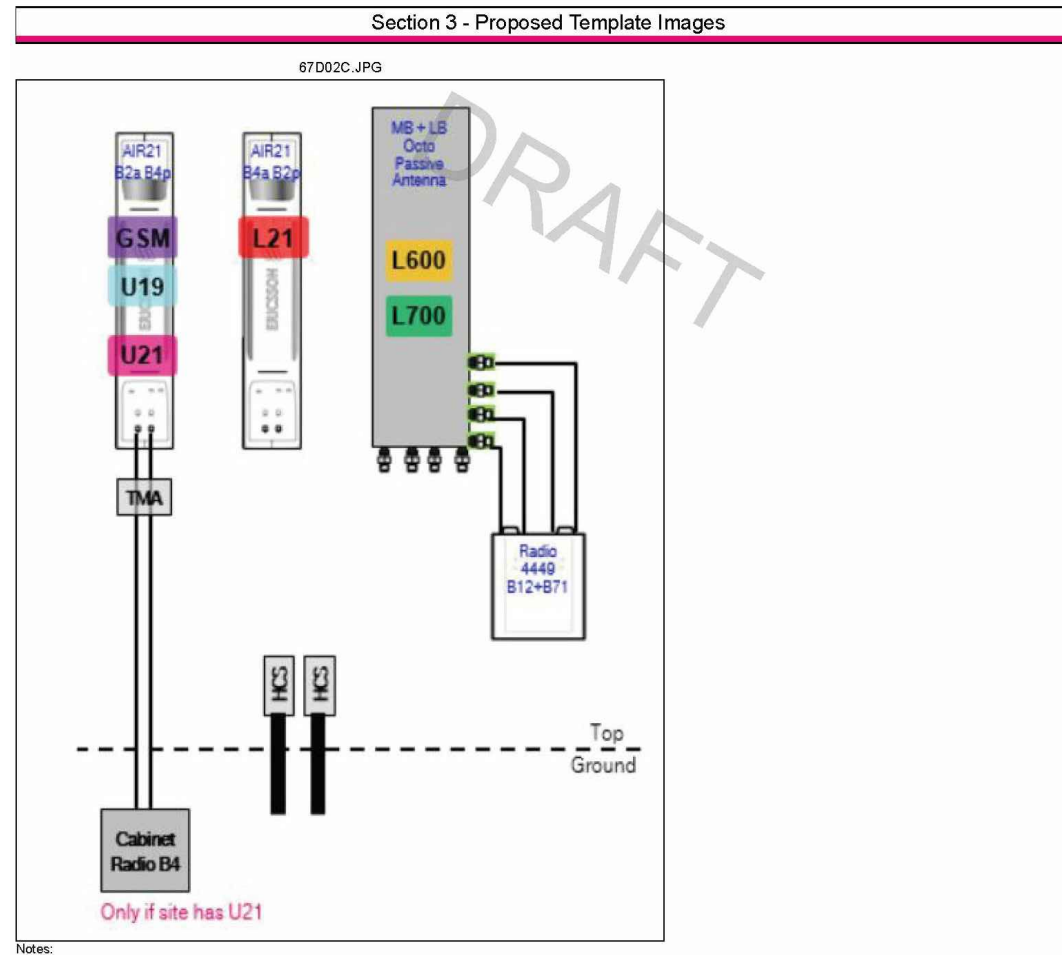 Section 3 - Proposed Template Images
67D02C.JPG
DRAFT
AIR21
B2a B4p
GSM
U19
ERICSSON
U21
TMA
AIR21
B4a B2p
L21
ERICSSON
MB + LB
Octo
Passive
Antenna
L600
L700
Radio
4449
B12+B71
HCS
HCS
Top
Ground
Cabinet
Radio B4
Only if site has U21
Notes: